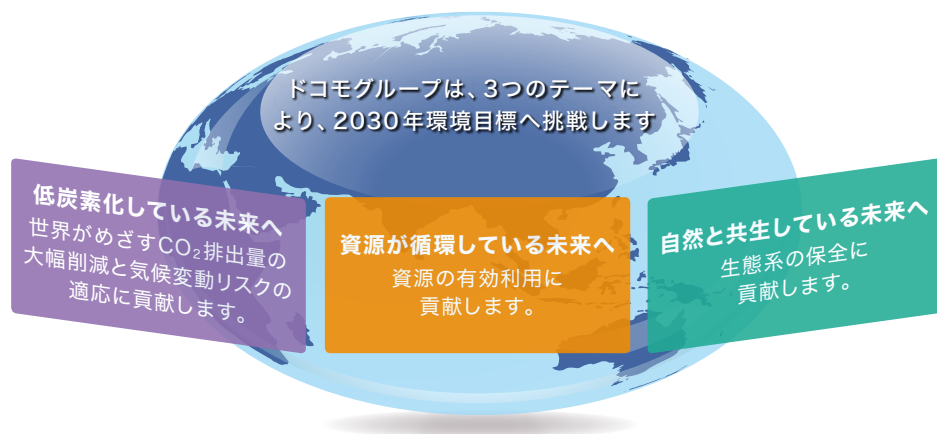 ドコモグループは、3つのテーマに
より、2030年環境目標へ挑戦します
低炭素化している未来へ
世界がめざすCO₂排出量の
大幅削減と気候変動リスクの
適応に貢献します。
資源が循環している未来へ
資源の有効利用に
貢献します。
自然と共生している未来へ
生態系の保全に
貢献します。